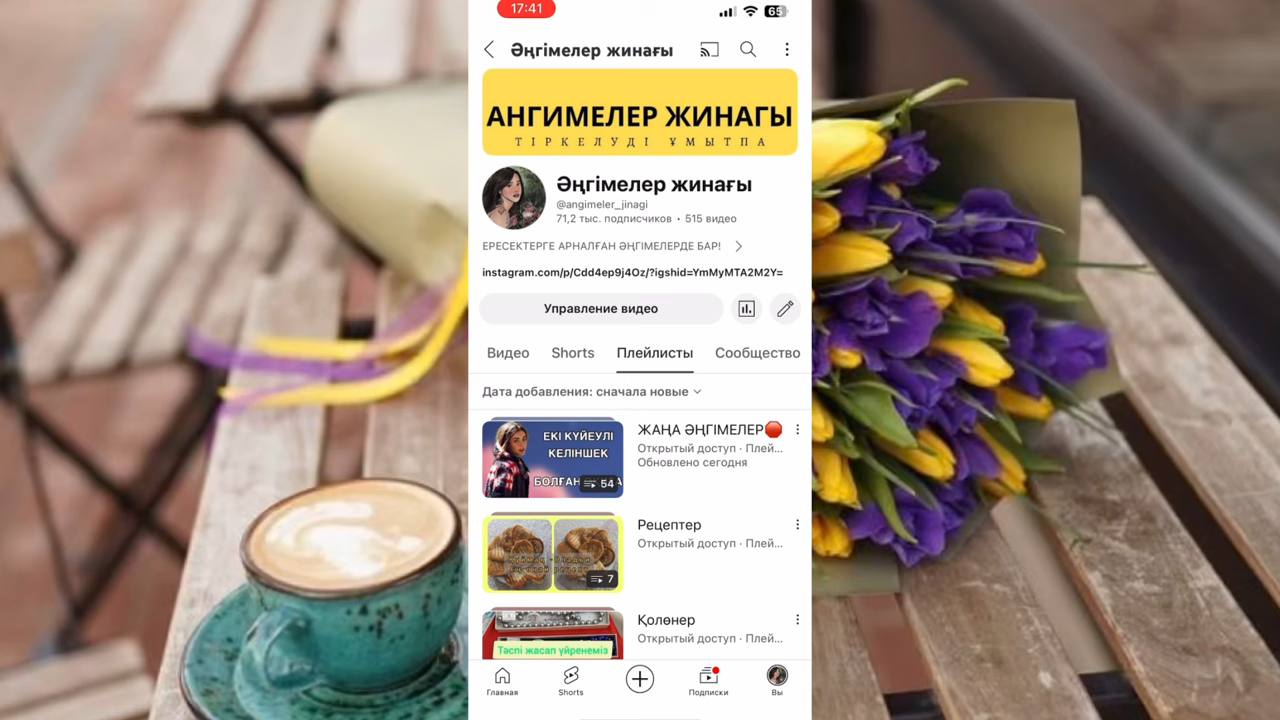 17:41
65
Әңгімелер жинағы
АНГИМЕЛЕР ЖИНАГЫ
ТІРКЕЛУДІ ҰМЫТПА
Әңгімелер жинағы
@angimeler_jinagi
71,2 тыс. подписчиков • 515 видео
ЕРЕСЕКТЕРГЕ АРНАЛҒАН ӘҢГІМЕЛЕРДЕ БАР!
instagram.com/p/Cdd4ep9j4Oz/?igshid=YmMyMTA2M2Y=
Управление видео
Видео Shorts Плейлисты Сообщество
Дата добавления: сначала новые
ЕКІ КҮЙЕУЛІ
КЕЛІНШЕК
54
ЖАҢА ӘҢГІМЕЛЕР
Открытый доступ · Плей...
Обновлено сегодня
7
Рецептер
Открытый доступ · Плей...
Тәспі жасап үйренеміз
Қолөнер
Открытый доступ · Плей...
Главная Shorts Подписки Вы